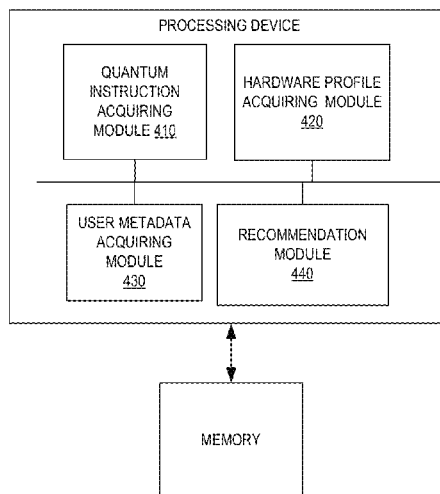 PROCESSING DEVICE
QUANTUM
INSTRUCTION
ACQUIRING
MODULE 410
HARDWARE PROFILE
ACQUIRING MODULE
420
USER METADATA
ACQUIRING
MODULE
430
RECOMMENDATION
MODULE
440
MEMORY